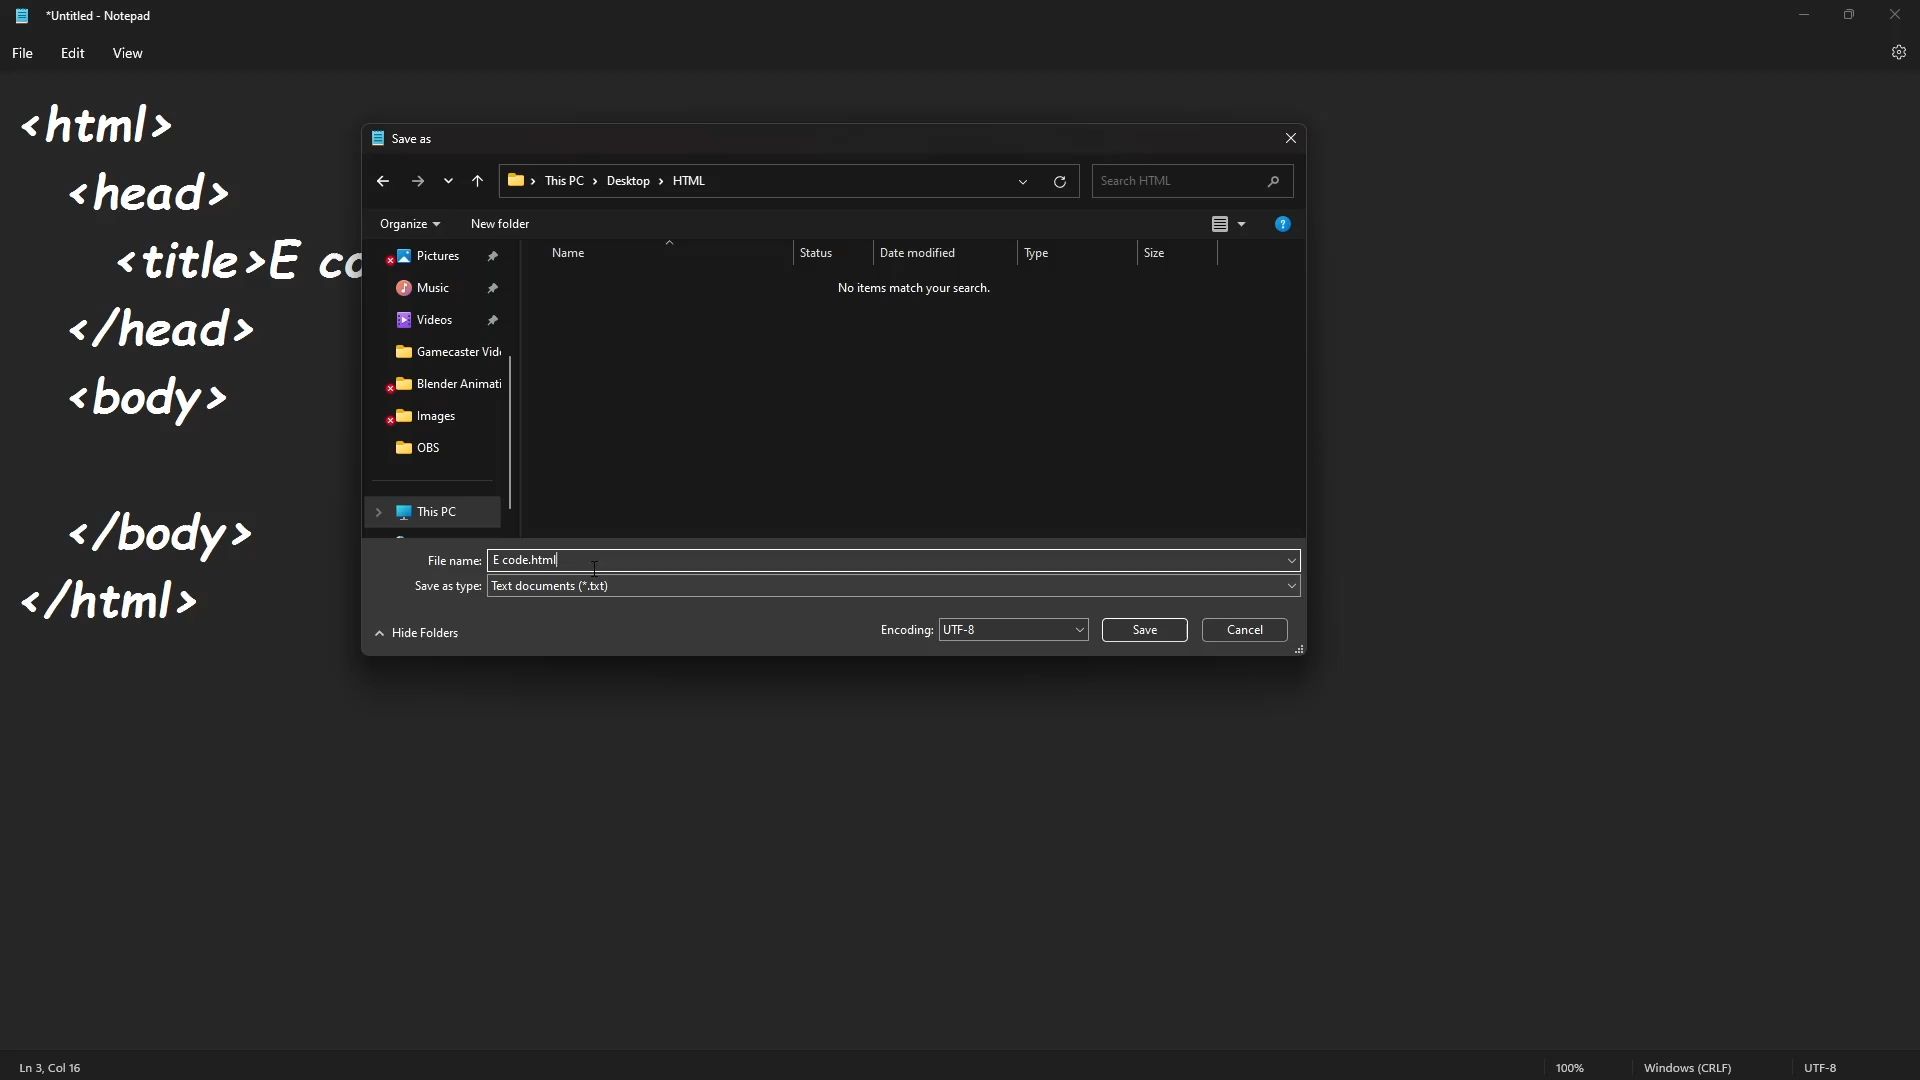 *Untitled - Notepad
File Edit View
<html>
<head>
<title>E co
</head>
<body>
</body>
</html>
Save as
This PC > Desktop > HTML
Search HTML
Organize New folder
Name Status Date modified Type Size
No items match your search.
Pictures
Music
Videos
Gamecaster Vide
Blender Animati
Images
OBS
This PC
File name: E code.html
Save as type: Text documents (*.txt)
Hide Folders Encoding: UTF-8 Save Cancel
Ln 3, Col 16 100% Windows (CRLF) UTF-8